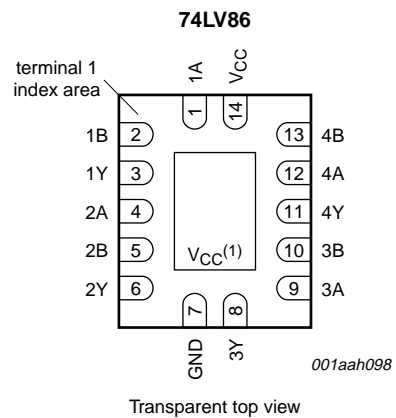 74LV86
terminal 1
index area
1A
VCC
1
14
1B 2
13 4B
1Y 3
12 4A
2A 4
11 4Y
2B 5
10 3B
VCC(1)
2Y 6
9 3A
7
8
GND
3Y
001aah098
Transparent top view